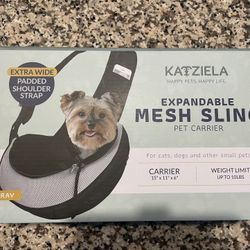 KATZIELA
HAPPY PETS. HAPPY LIFE.
EXTRA WIDE
PADDED
SHOULDER
STRAP
EXPANDABLE
MESH SLING
PET CARRIER
For cats, dogs and other small pets
CARRIER
WEIGHT LIMIT
UP TO 10LBS